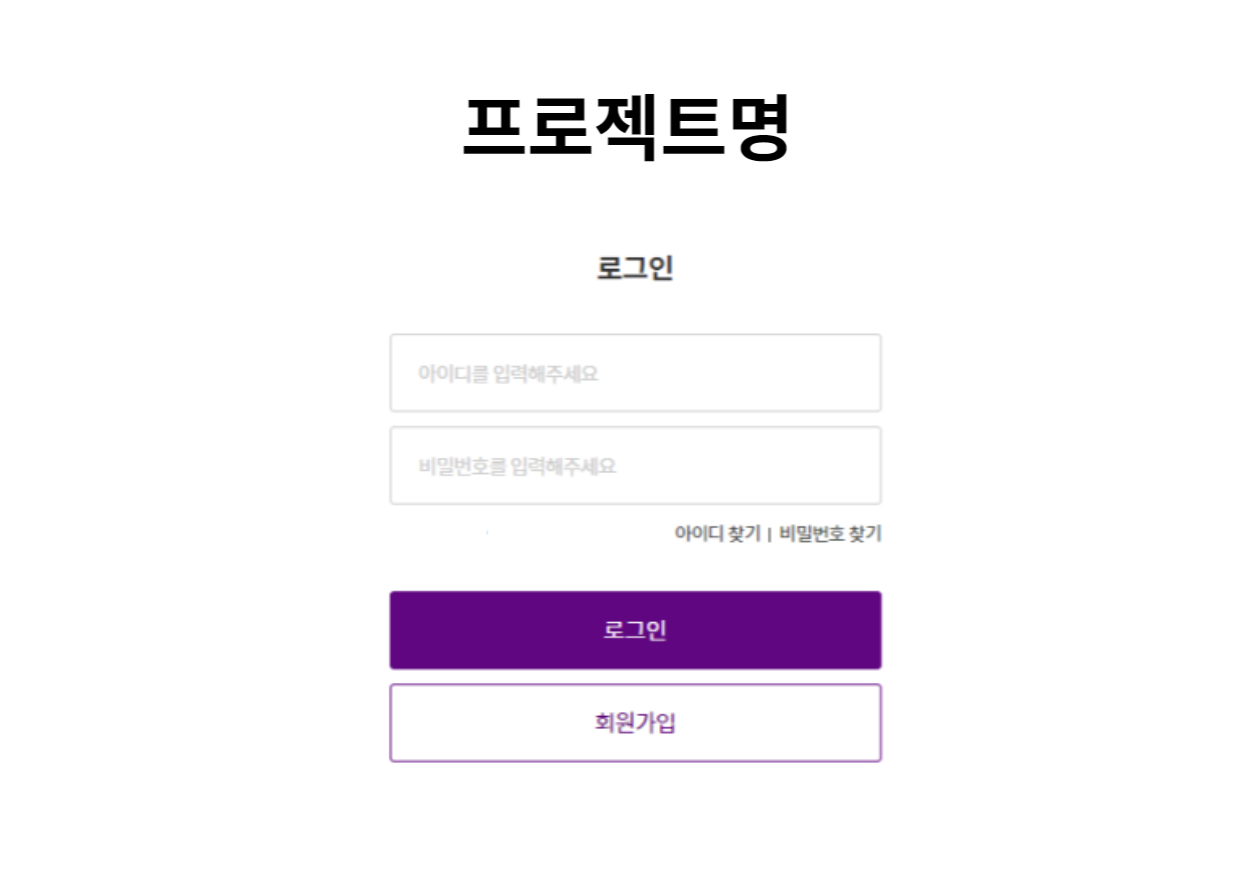 프로젝트명
로그인
아이디를 입력해주세요
비밀번호를 입력해주세요
아이디 찾기 | 비밀번호 찾기
로그인
회원가입